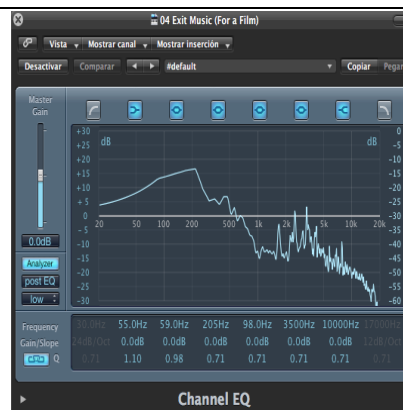 04 Exit Music (For a Film)
Vista Mostrar canal Mostrar inserción
Desactivar Comparar #default Copiar Pegar
Master Gain
+30 dB dB 0
+25 -5
+20 -10
+15 -15
+10 -20
+5 -25
0 20 50 100 200 500 1k 2k 5k 10k 20k -30
-5 -35
-10 -40
-15 -45
-20 -50
-25 -55
-30 -60
0.0dB
Analyzer
post EQ
low
Frequency 30.0Hz 55.0Hz 59.0Hz 205Hz 98.0Hz 3500Hz 10000Hz 17000Hz
Gain/Slope 24dB/Oct 0.0dB 0.0dB 0.0dB 0.0dB 0.0dB 0.0dB 12dB/Oct
Q 0.71 1.10 0.98 0.71 0.71 0.71 0.71 0.71
Channel EQ